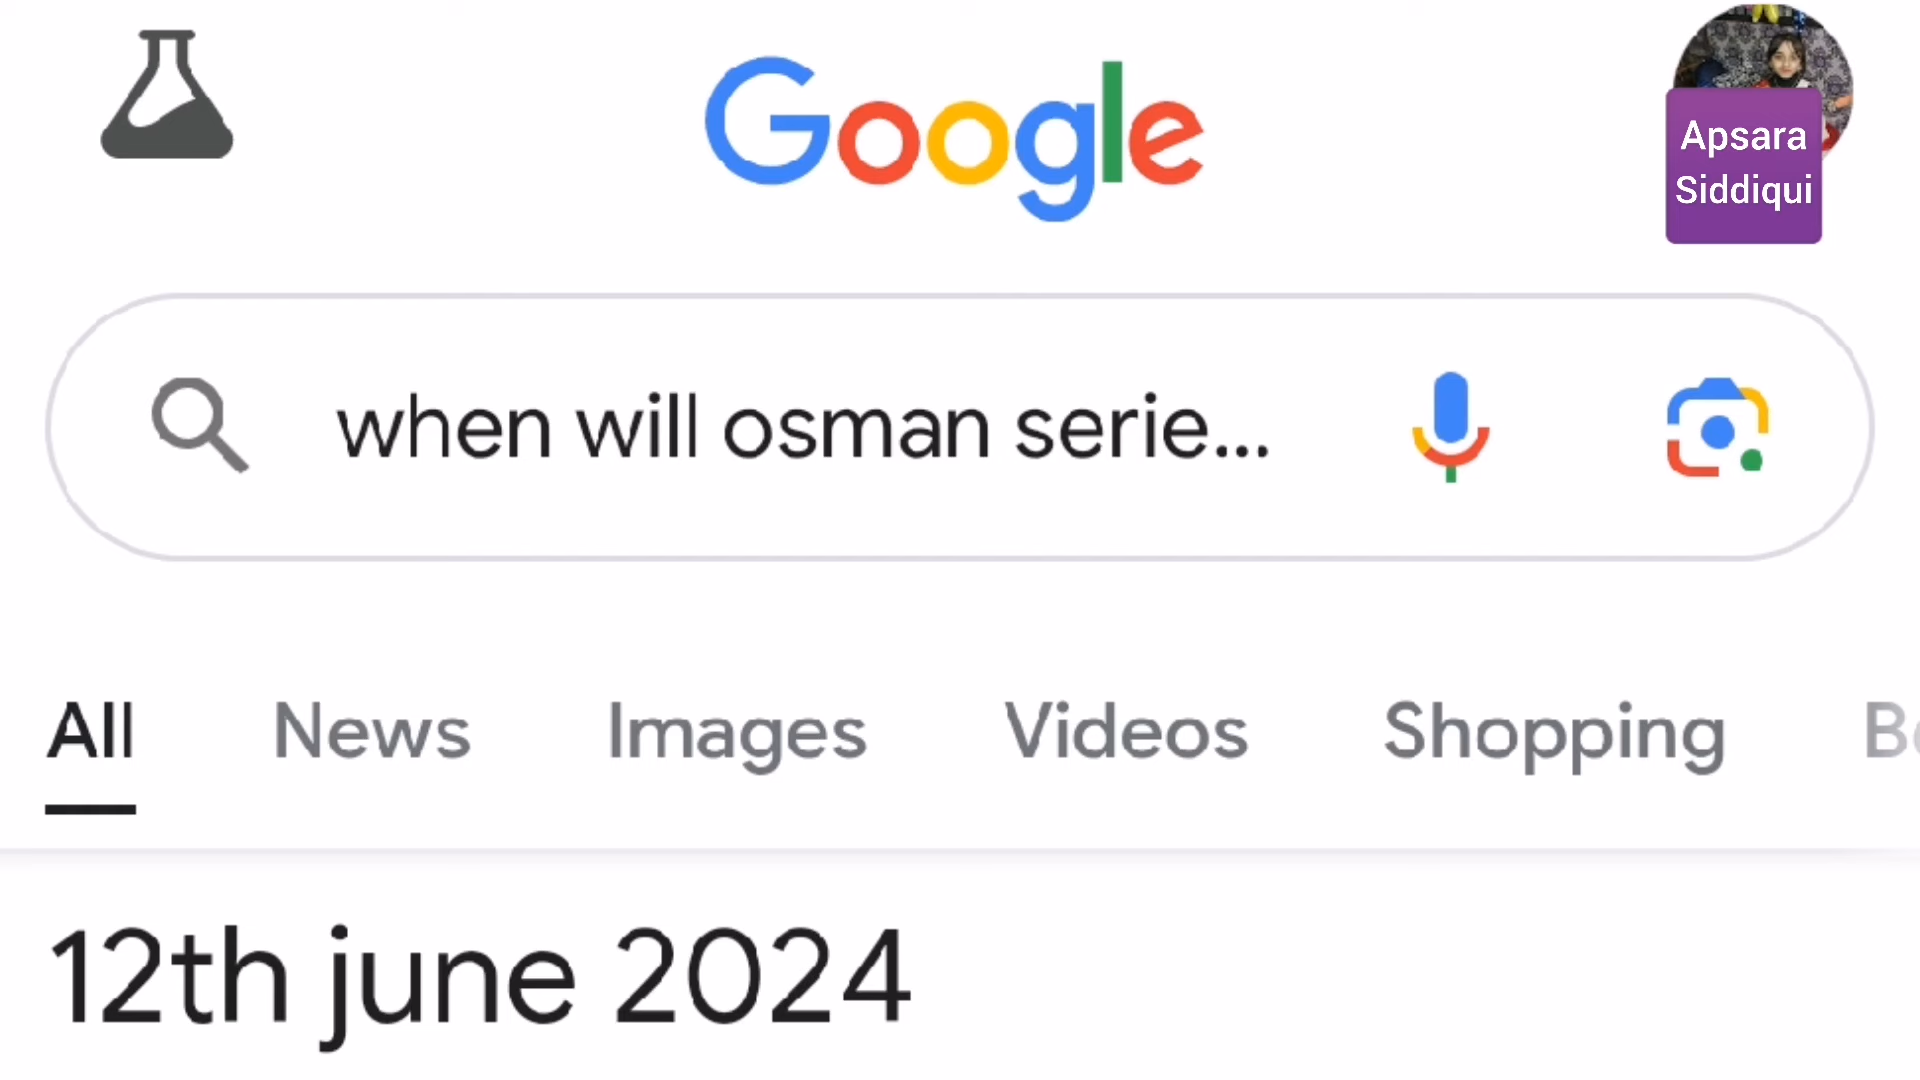 Google
Apsara
Siddiqui
when will osman serie...
All News Images Videos Shopping
12th june 2024